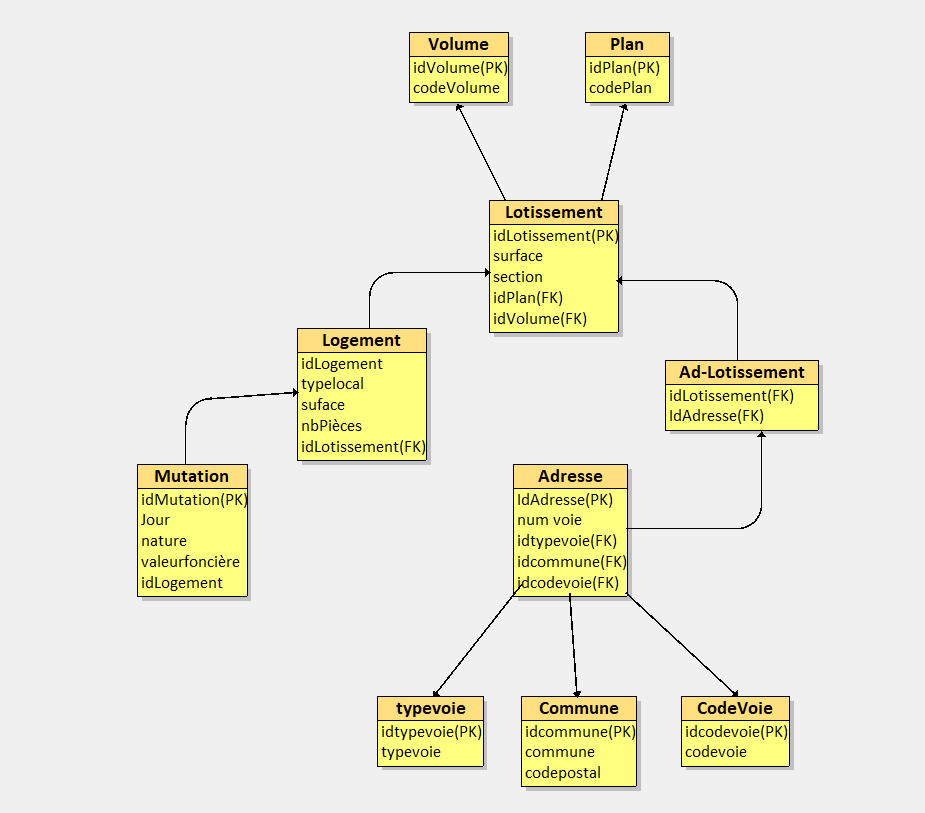 Volume
idVolume(PK)
codeVolume
Plan
idPlan(PK)
codePlan
Lotissement
idLotissement(PK)
surface
section
idPlan(FK)
idVolume(FK)
Logement
idLogement
typelocal
suface
nbPièces
idLotissement(FK)
Ad-Lotissement
idLotissement(FK)
IdAdresse(FK)
Mutation
idMutation(PK)
Jour
nature
valeurfoncière
idLogement
Adresse
IdAdresse(PK)
num voie
idtypevoie(FK)
idcommune(FK)
idcodevoie(FK)
typevoie
idtypevoie(PK)
typevoie
Commune
idcommune(PK)
commune
codepostal
CodeVoie
idcodevoie(PK)
codevoie